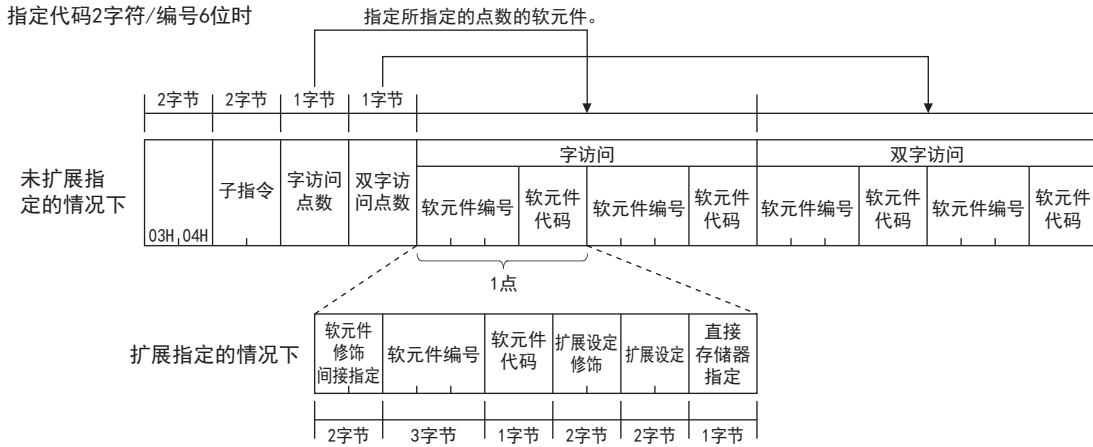 指定代码2字符/编号6位时
指定所指定的点数的软元件。
2字节 2字节 1字节 1字节
未扩展指
定的情况下
03H 04H
子指令
字访问
点数
双字访
问点数
字访问
软元件编号
软元件
代码
软元件编号
软元件
代码
双字访问
软元件编号
软元件
代码
软元件编号
软元件
代码
1点
扩展指定的情况下
软元件
修饰
间接指定
软元件编号
软元件
代码
扩展设定
修饰
扩展设定
直接
存储器
指定
2字节 3字节 1字节 2字节 2字节 1字节